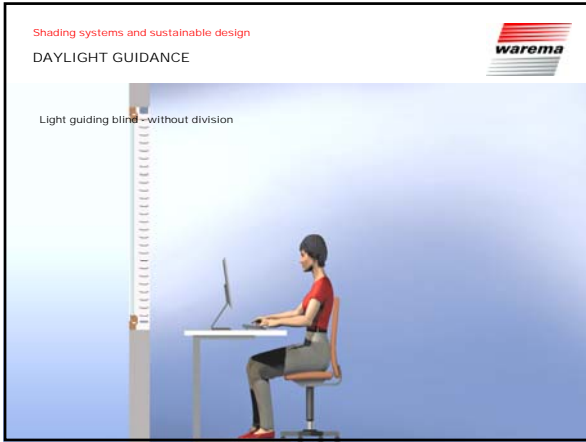 Shading systems and sustainable design
DAYLIGHT GUIDANCE
warema
Light guiding blind - without division